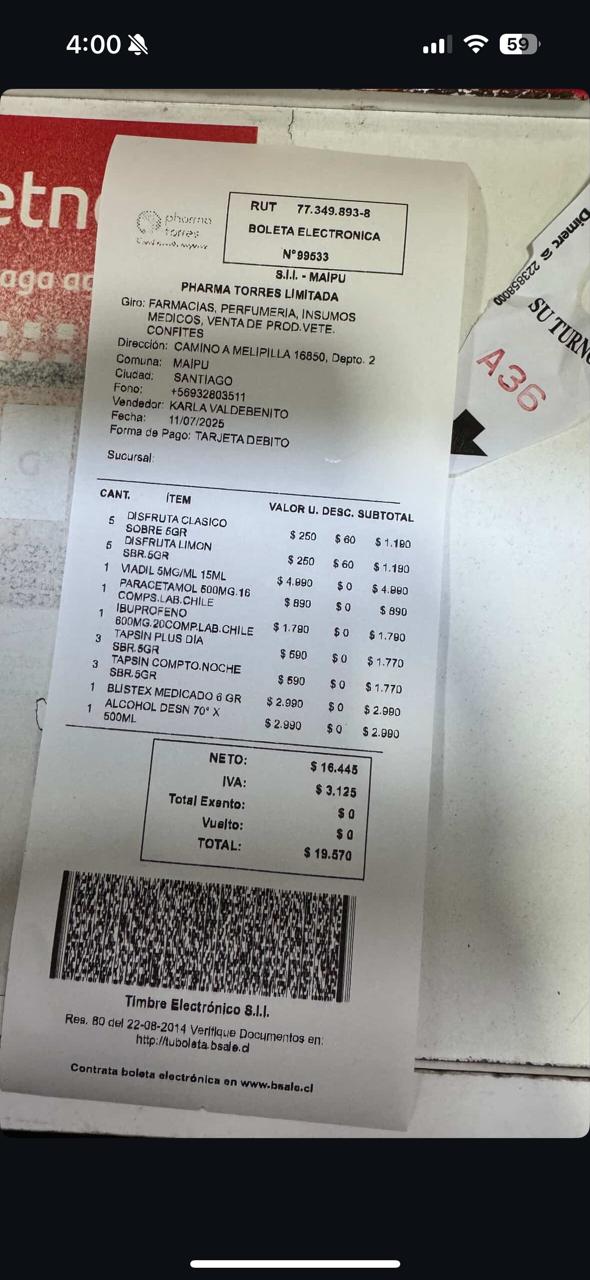 4:00
59
etn
aga
pharma
torres
RUT 77.349.893-8
BOLETA ELECTRONICA
N°99533
S.I.I. - MAIPU
PHARMA TORRES LIMITADA
Giro: FARMACIAS, PERFUMERIA, INSUMOS
MEDICOS, VENTA DE PROD.VETE.
CONFITES
Dirección: CAMINO A MELIPILLA 16850, Depto. 2
Comuna: MAIPU
Ciudad: SANTIAGO
Fono: +56932803511
Vendedor: KARLA VALDEBENITO
Fecha: 11/07/2025
Forma de Pago: TARJETA DEBITO
Sucursal:
CANT. ÍTEM VALOR U. DESC. SUBTOTAL
5 DISFRUTA CLASICO
SOBRE 5GR $ 250 $ 60 $ 1.190
5 DISFRUTA LIMON
SBR.5GR $ 250 $ 60 $ 1.190
1 VIADIL 5MG/ML 15ML $ 4.990 $ 0 $ 4.990
1 PARACETAMOL 500MG.16
COMPS.LAB.CHILE $ 890 $ 0 $ 890
1 IBUPROFENO
600MG.20COMP.LAB.CHILE $ 1.790 $ 0 $ 1.790
3 TAPSIN PLUS DÍA
SBR.5GR $ 590 $ 0 $ 1.770
3 TAPSIN COMPTO.NOCHE
SBR.5GR $ 590 $ 0 $ 1.770
1 BLISTEX MEDICADO 6 GR $ 2.990 $ 0 $ 2.990
1 ALCOHOL DESN 70° X
500ML $ 2.990 $ 0 $ 2.990
NETO: $ 16.445
IVA: $ 3.125
Total Exento: $ 0
Vuelto: $ 0
TOTAL: $ 19.570
Timbre Electrónico S.I.I.
Res. 80 del 22-08-2014 Verifique Documentos en:
http://tuboleta.bsale.cl
Contrata boleta electrónica en www.bsale.cl
Dimerc 223858000
SU TURNO
A36